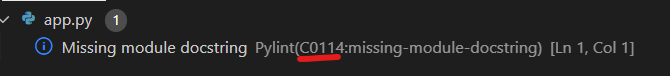 app.py 1
Missing module docstring Pylint(C0114:missing-module-docstring) [Ln 1, Col 1]